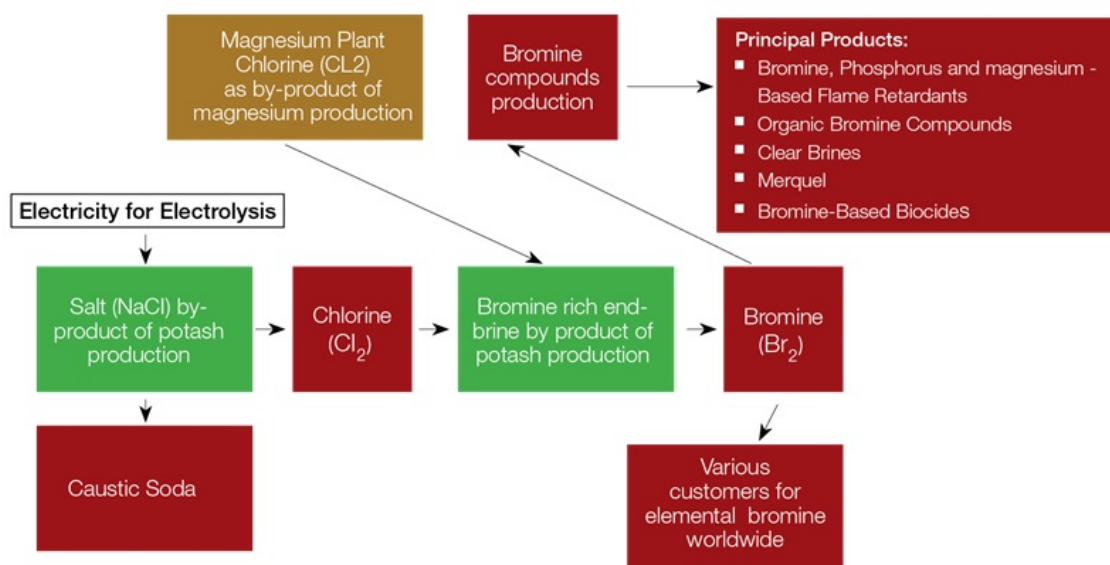 Magnesium Plant
Chlorine (CL2)
as by-product of
magnesium production
Bromine
compounds
production
Principal Products:
Bromine, Phosphorus and magnesium -
Based Flame Retardants
Organic Bromine Compounds
Clear Brines
Merquel
Bromine-Based Biocides
Electricity for Electrolysis
Salt (NaCl) by-
product of potash
production
Chlorine
(Cl₂)
Bromine rich end-
brine by product of
potash production
Bromine
(Br₂)
Caustic Soda
Various
customers for
elemental bromine
worldwide